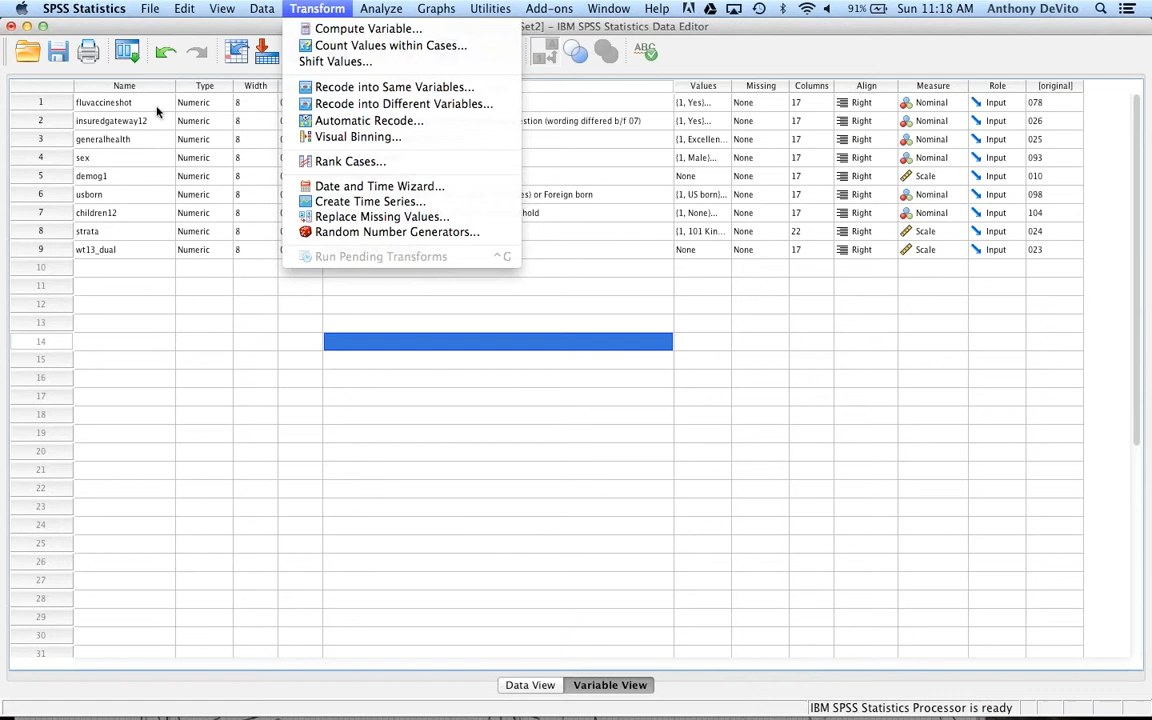 SPSS Statistics File Edit View Data Transform Analyze Graphs Utilities Add-ons Window Help 91% Sun 11:18 AM Anthony DeVito
Set2] – IBM SPSS Statistics Data Editor
Compute Variable...
Count Values within Cases...
Shift Values...
Recode into Same Variables...
Recode into Different Variables...
Automatic Recode...
Visual Binning...
Rank Cases...
Date and Time Wizard...
Create Time Series...
Replace Missing Values...
Random Number Generators...
Run Pending Transforms ^G
Name Type Width Values Missing Columns Align Measure Role [original]
1 fluvaccineshot Numeric 8 {1, Yes}... None 17 Right Nominal Input 078
2 insuredgateway12 Numeric 8 stion (wording differed b/f 07) {1, Yes}... None 17 Right Nominal Input 026
3 generalhealth Numeric 8 {1, Excellen... None 17 Right Nominal Input 025
4 sex Numeric 8 {1, Male}... None 17 Right Nominal Input 093
5 demog1 Numeric 8 None None 17 Right Scale Input 010
6 usborn Numeric 8 es) or Foreign born {1, US born}... None 17 Right Nominal Input 098
7 children12 Numeric 8 hold {1, None}... None 17 Right Nominal Input 104
8 strata Numeric 8 {1, 101 Kin... None 22 Right Scale Input 024
9 wt13_dual Numeric 8 None None 17 Right Scale Input 023
10
11
12
13
14
15
16
17
18
19
20
21
22
23
24
25
26
27
28
29
30
31
Data View Variable View
IBM SPSS Statistics Processor is ready